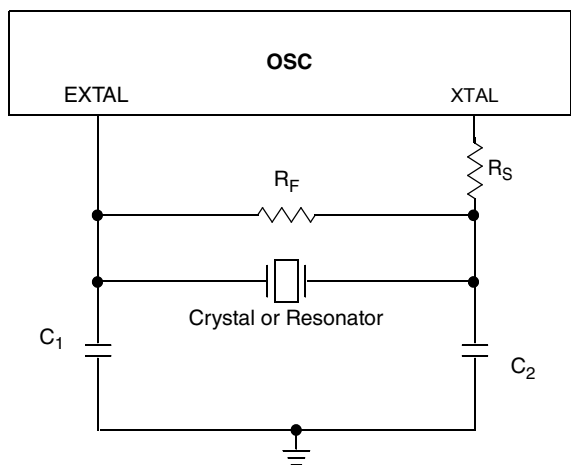 OSC
EXTAL
XTAL
R_S
R_F
Crystal or Resonator
C_1
C_2